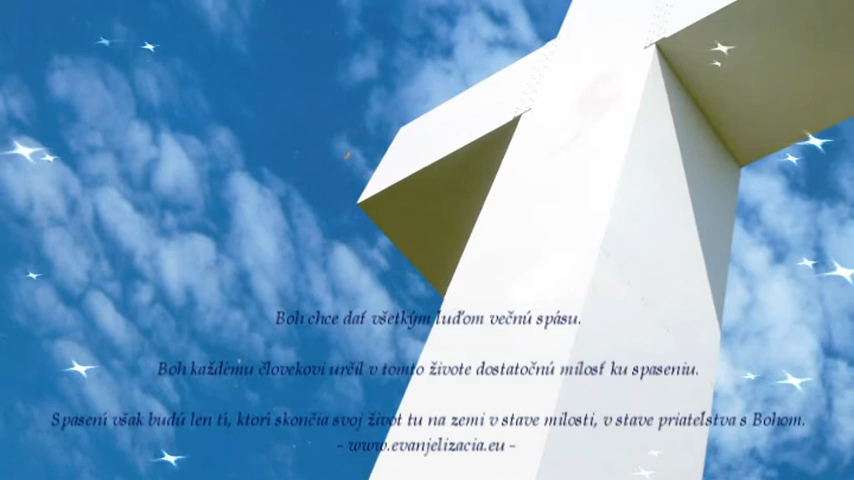 Boh chce dať všetkým ľuďom večnú spásu.
Boh každému človekovi určil v tomto živote dostatočnú milosť ku spaseniu.
Spasení však budú len tí, ktorí skončia svoj život tu na zemi v stave milosti, v stave priateľstva s Bohom.
- www.evanjelizacia.eu -